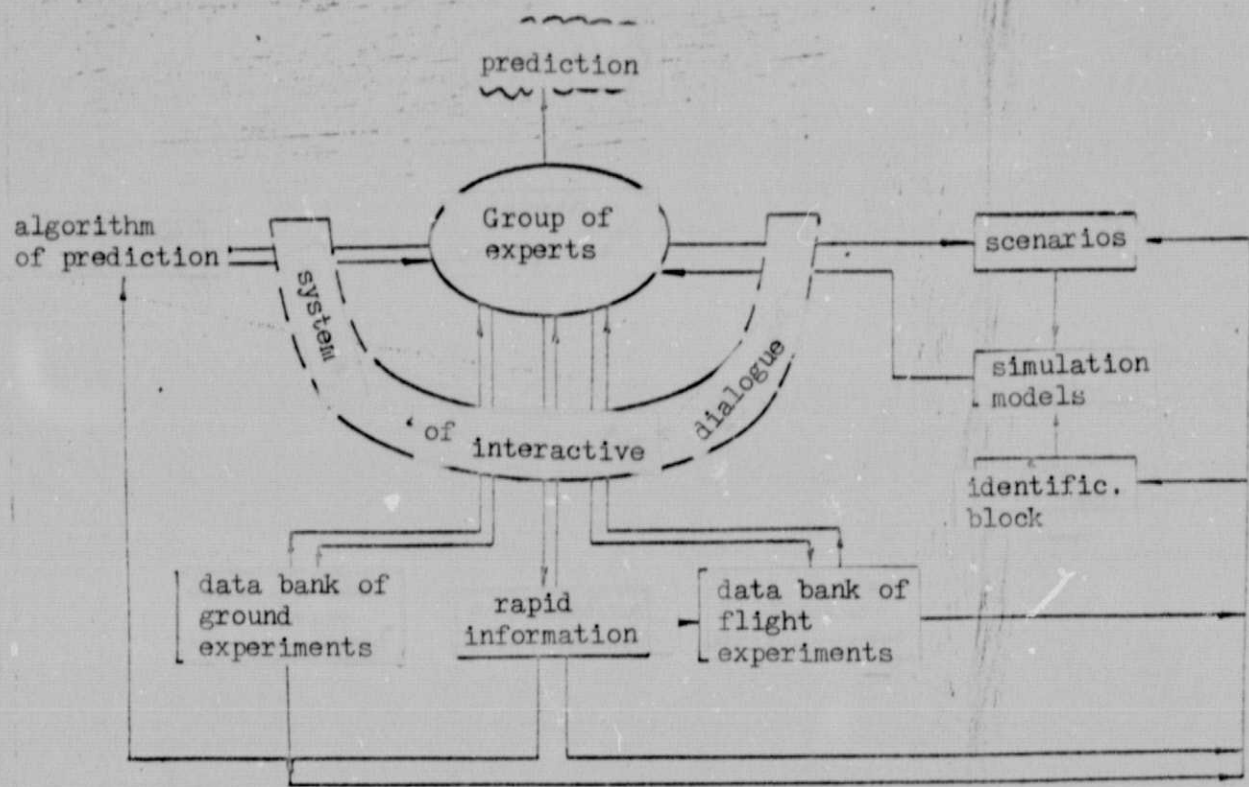 prediction
Group of
experts
algorithm
of prediction
scenarios
system
of interactive
dialogue
simulation
models
identific.
block
data bank of
ground
experiments
rapid
information
data bank of
flight
experiments